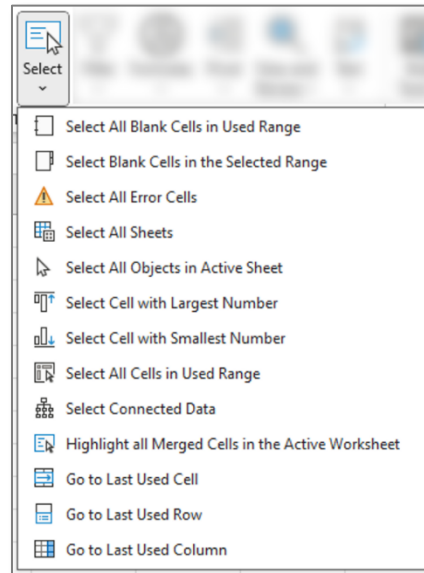 Select
Select All Blank Cells in Used Range
Select Blank Cells in the Selected Range
Select All Error Cells
Select All Sheets
Select All Objects in Active Sheet
Select Cell with Largest Number
Select Cell with Smallest Number
Select All Cells in Used Range
Select Connected Data
Highlight all Merged Cells in the Active Worksheet
Go to Last Used Cell
Go to Last Used Row
Go to Last Used Column